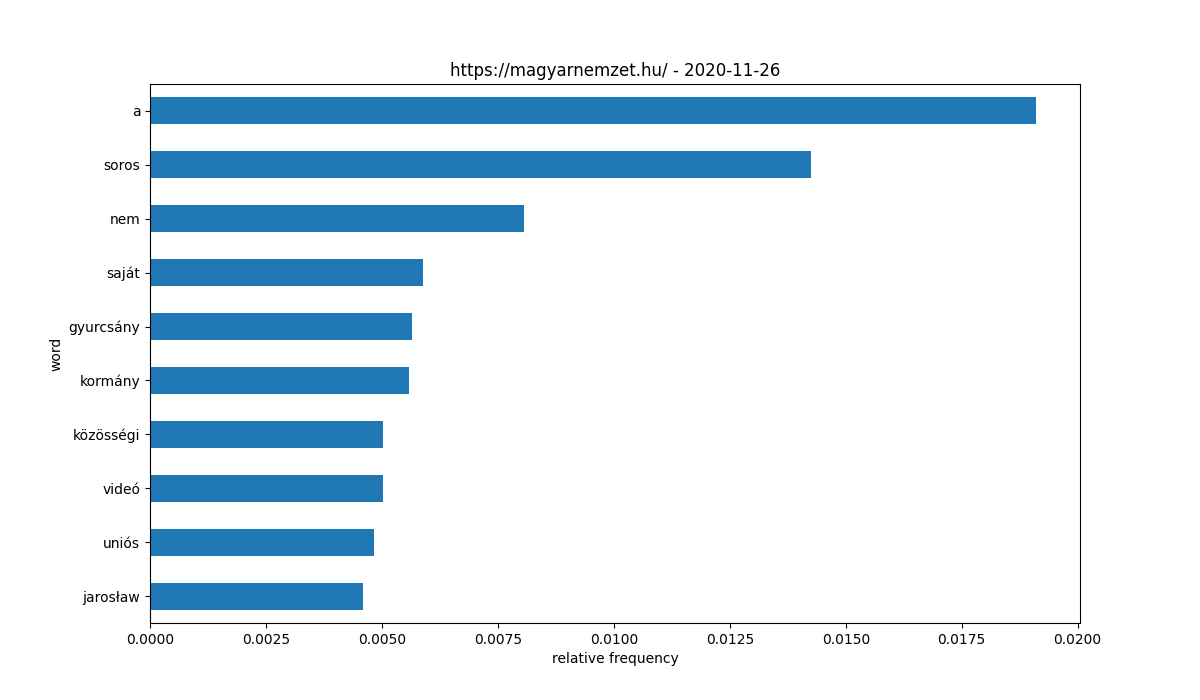 https://magyarnemzet.hu/ - 2020-11-26
a
soros
nem
saját
gyurcsány
kormány
közösségi
videó
uniós
jarosław
word
0.0000 0.0025 0.0050 0.0075 0.0100 0.0125 0.0150 0.0175 0.0200
relative frequency